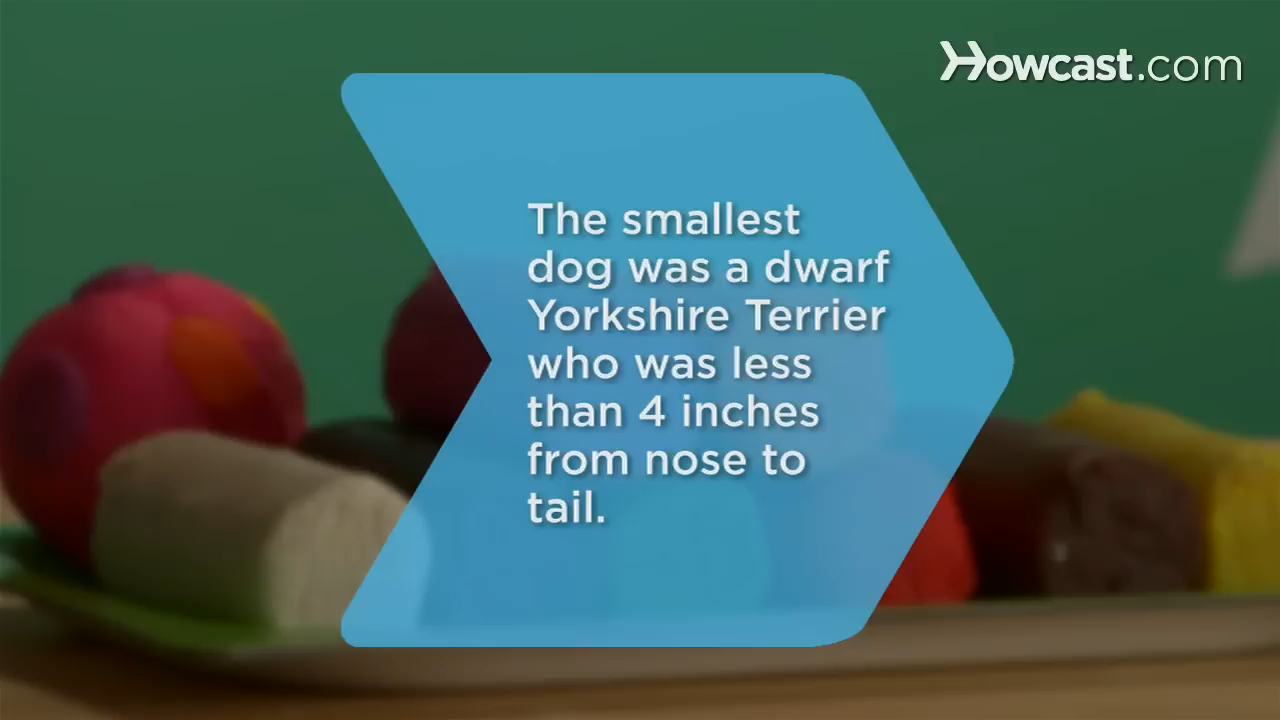 Howcast.com
The smallest
dog was a dwarf
Yorkshire Terrier
who was less
than 4 inches
from nose to
tail.